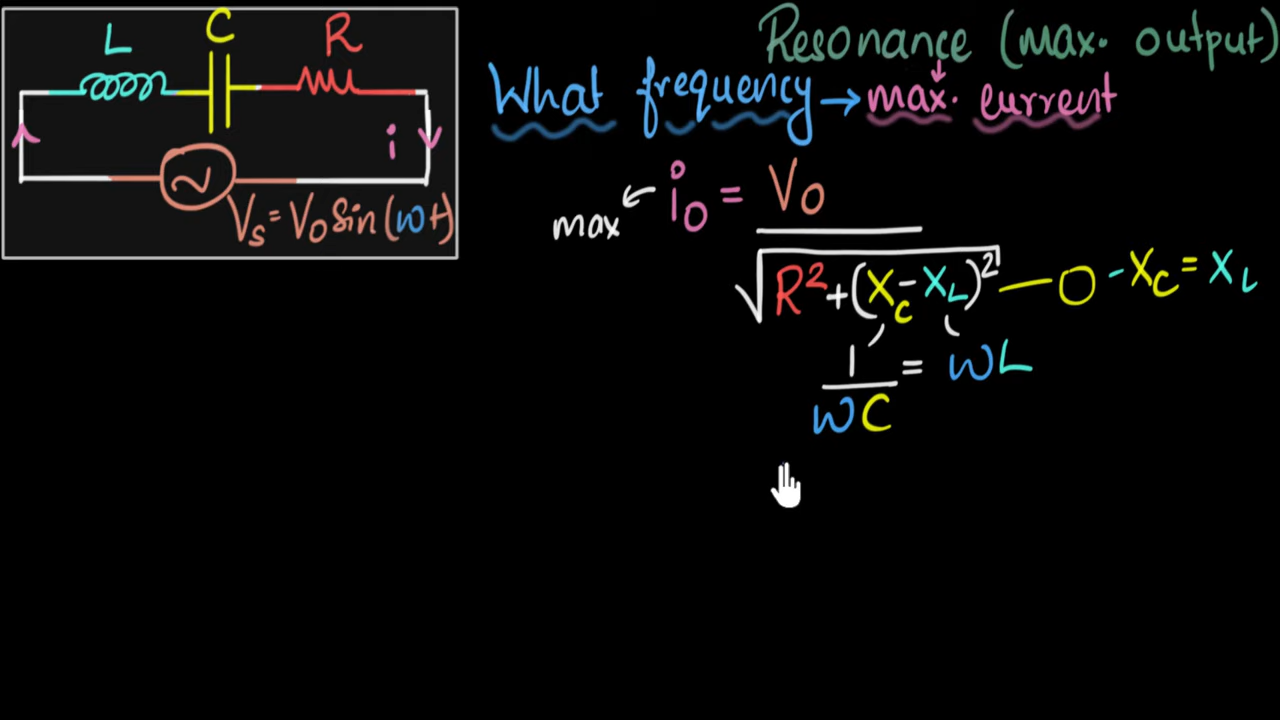 L C R
i
Vs = V0 sin(ωt)
Resonance (max. output)
What frequency → max. current
max ← i0 = V0
√R² + (XC - XL)² — 0 - XC = XL
1 = ωL
ωC